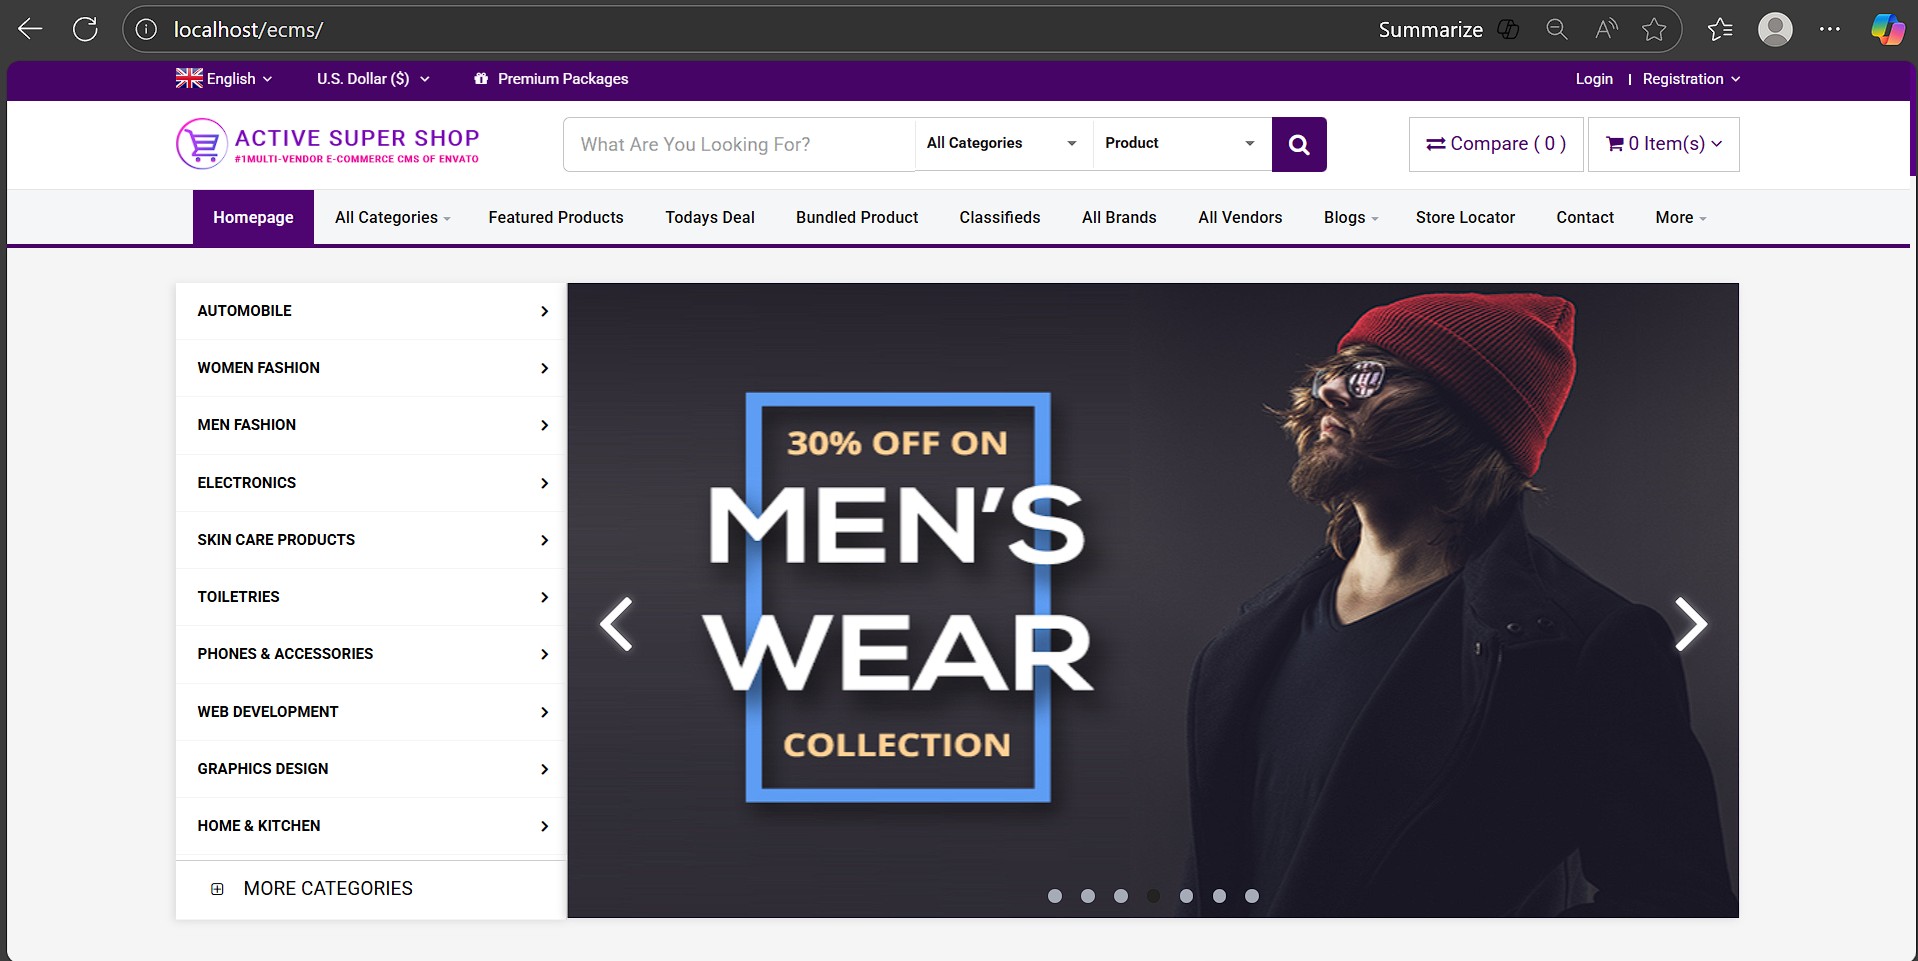 localhost/ecms/
Summarize
English
U.S. Dollar ($)
Premium Packages
Login | Registration
ACTIVE SUPER SHOP
#1MULTI-VENDOR E-COMMERCE CMS OF ENVATO
What Are You Looking For?
All Categories
Product
Compare ( 0 )
0 Item(s)
Homepage
All Categories
Featured Products
Todays Deal
Bundled Product
Classifieds
All Brands
All Vendors
Blogs
Store Locator
Contact
More
AUTOMOBILE
WOMEN FASHION
MEN FASHION
ELECTRONICS
SKIN CARE PRODUCTS
TOILETRIES
PHONES & ACCESSORIES
WEB DEVELOPMENT
GRAPHICS DESIGN
HOME & KITCHEN
MORE CATEGORIES
30% OFF ON
MEN'S
WEAR
COLLECTION